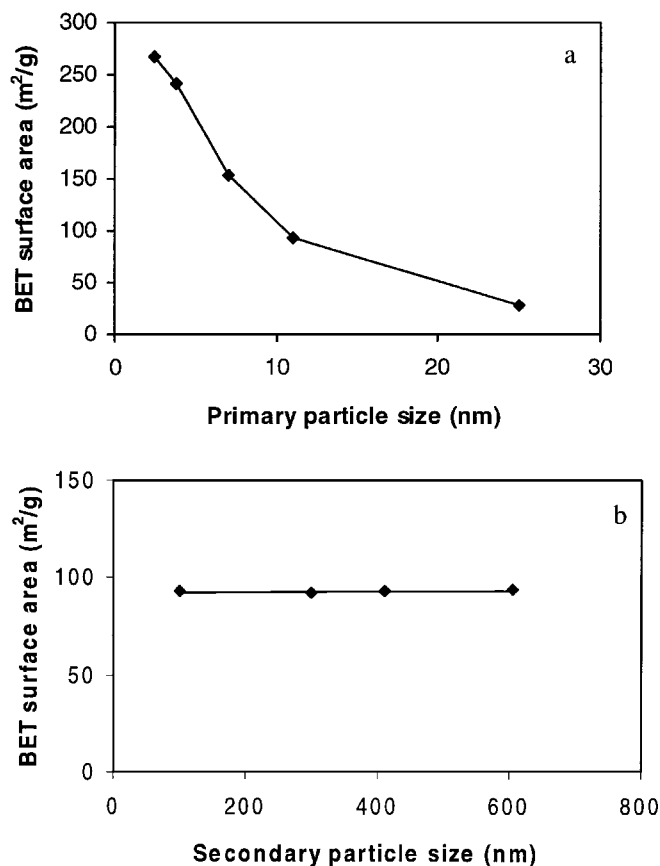 a
BET surface area (m²/g)
300
250
200
150
100
50
0
0 10 20 30
Primary particle size (nm)
b
BET surface area (m²/g)
150
100
50
0
0 200 400 600 800
Secondary particle size (nm)